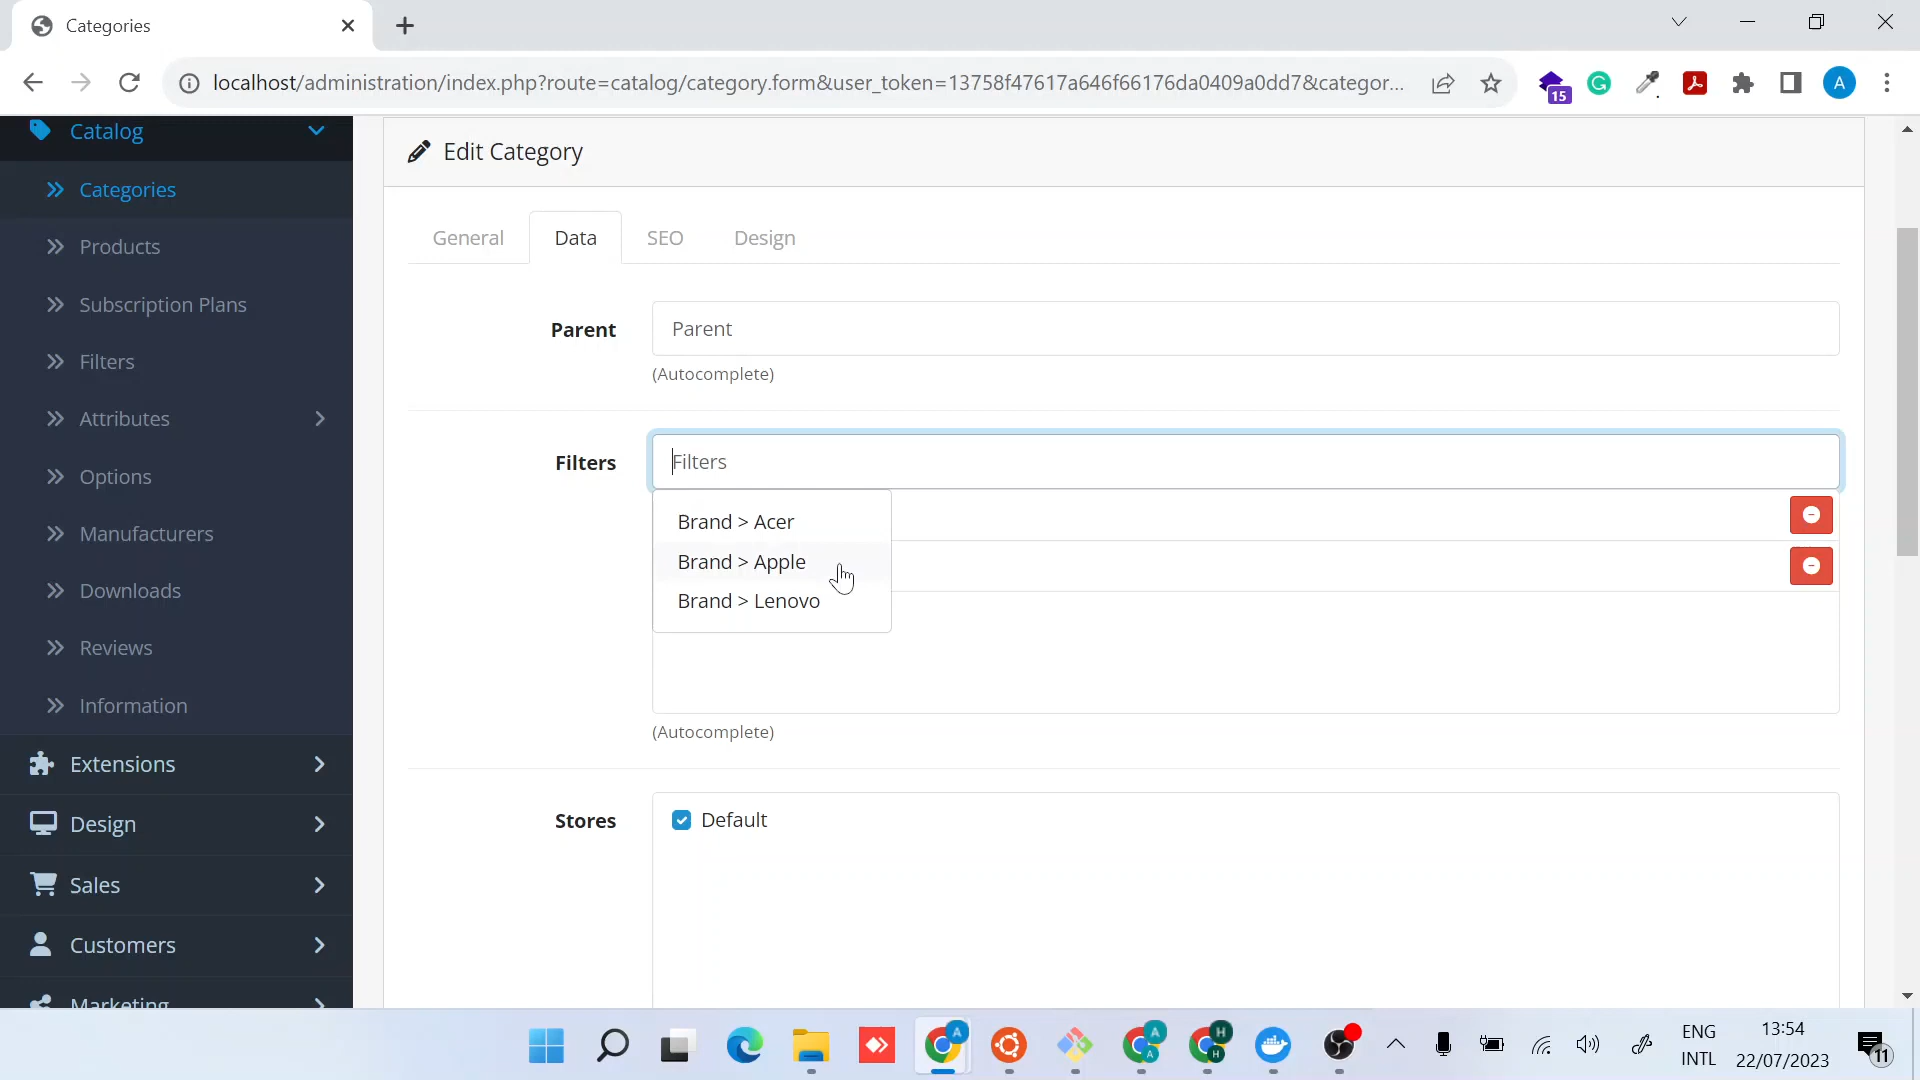 Categories
localhost/administration/index.php?route=catalog/category.form&user_token=13758f47617a646f66176da0409a0dd7&categor...
15
A
Catalog
Categories
Products
Subscription Plans
Filters
Attributes
Options
Manufacturers
Downloads
Reviews
Information
Extensions
Design
Sales
Customers
Marketing
Edit Category
General
Data
SEO
Design
Parent
Parent
(Autocomplete)
Filters
Filters
Brand > Acer
Brand > Apple
Brand > Lenovo
(Autocomplete)
Stores
Default
A
A
A
H
H
ENG
INTL
13:54
22/07/2023
11